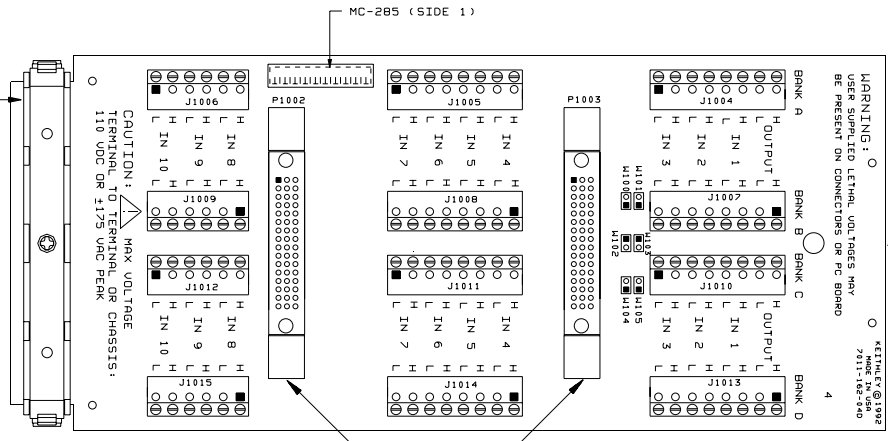 MC-285 (SIDE 1)
J1006
P1002
J1005
P1003
J1004
BANK A
WARNING:
USER SUPPLIED LETHAL VOLTAGES MAY
BE PRESENT ON CONNECTORS OR PC BOARD
L H L H L H
IN 10 IN 9 IN 8
L H L H L H
L H L H L H L H
IN 7 IN 6 IN 5 IN 4
L H L H L H L H
L H L H L H L H
IN 3 IN 2 IN 1 OUTPUT
L H L H L H L H
W100 W101
CAUTION: MAX VOLTAGE
TERMINAL TO TERMINAL OR CHASSIS:
110 VDC OR ±175 VAC PEAK
!
J1009
J1008
J1007
BANK B
W102 W103
J1012
J1011
J1010
BANK C
W104 W105
L H L H L H
IN 10 IN 9 IN 8
L H L H L H
L H L H L H L H
IN 7 IN 6 IN 5 IN 4
L H L H L H L H
L H L H L H L H
IN 3 IN 2 IN 1 OUTPUT
L H L H L H L H
J1015
J1014
J1013
BANK D
4
KEITHLEY © 1992
MADE IN USA
7011-162-04D